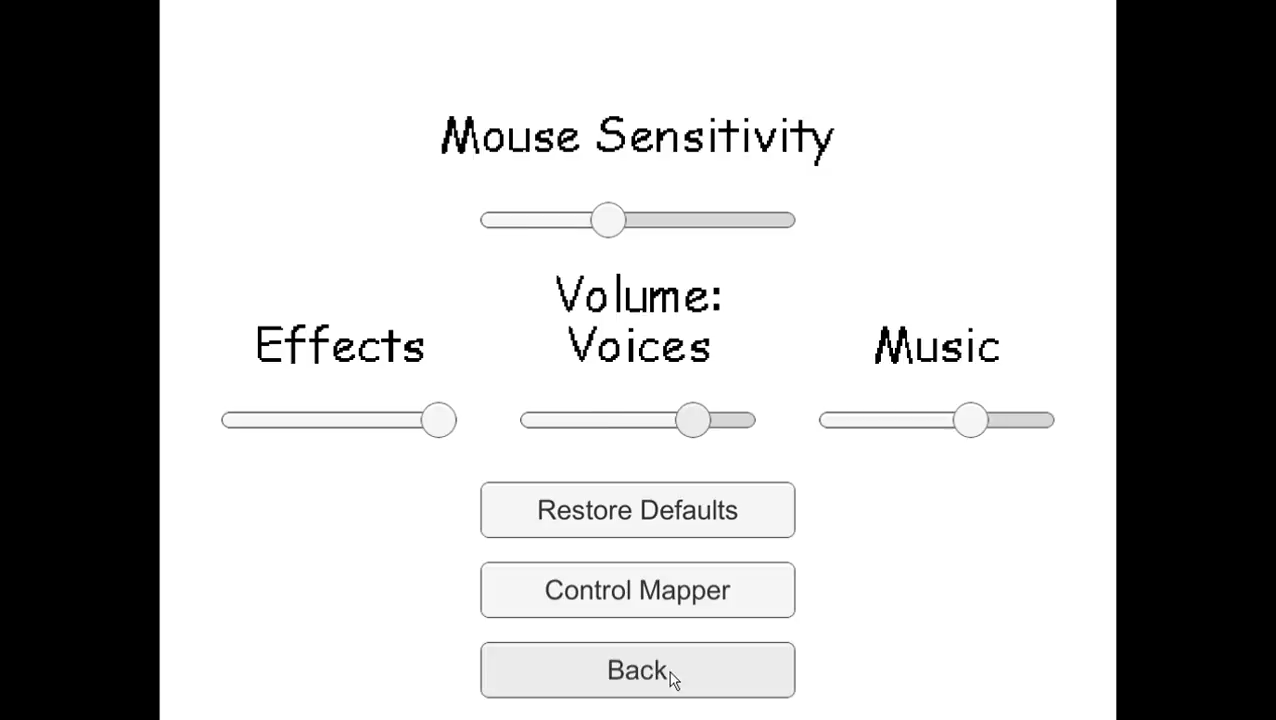 Mouse Sensitivity
Volume:
Effects
Voices
Music
Restore Defaults
Control Mapper
Back